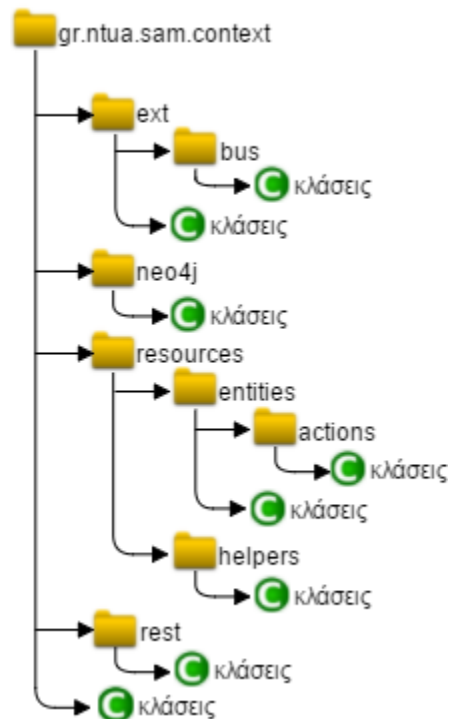 gr.ntua.sam.context
ext
bus
C κλάσεις
C κλάσεις
neo4j
C κλάσεις
resources
entities
actions
C κλάσεις
C κλάσεις
helpers
C κλάσεις
rest
C κλάσεις
C κλάσεις